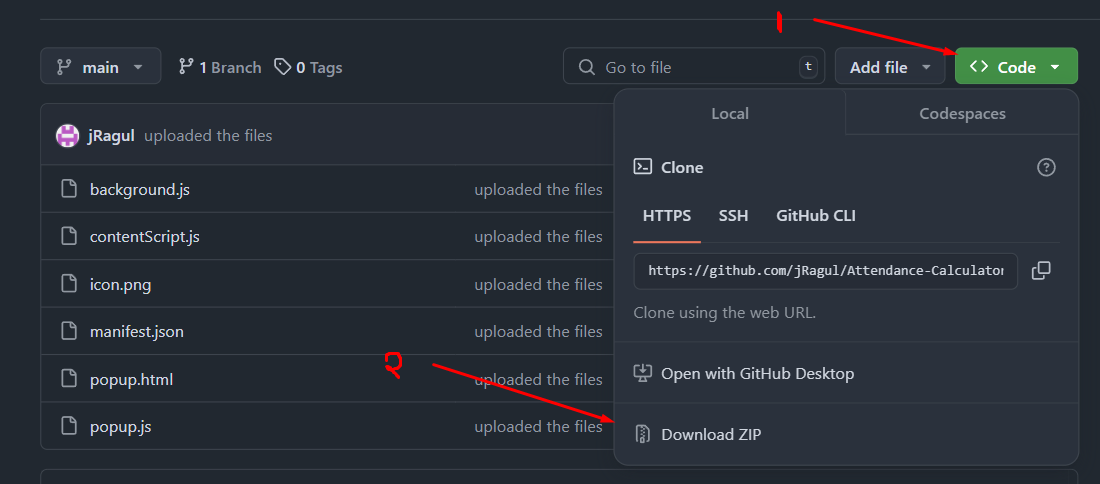 1
main 1 Branch 0 Tags Go to file t Add file <> Code
Local Codespaces
jRagul uploaded the files
Clone
background.js uploaded the files
HTTPS SSH GitHub CLI
contentScript.js uploaded the files
https://github.com/jRagul/Attendance-Calculator
icon.png uploaded the files
Clone using the web URL.
manifest.json uploaded the files
2
Open with GitHub Desktop
popup.html uploaded the files
popup.js uploaded the files
Download ZIP